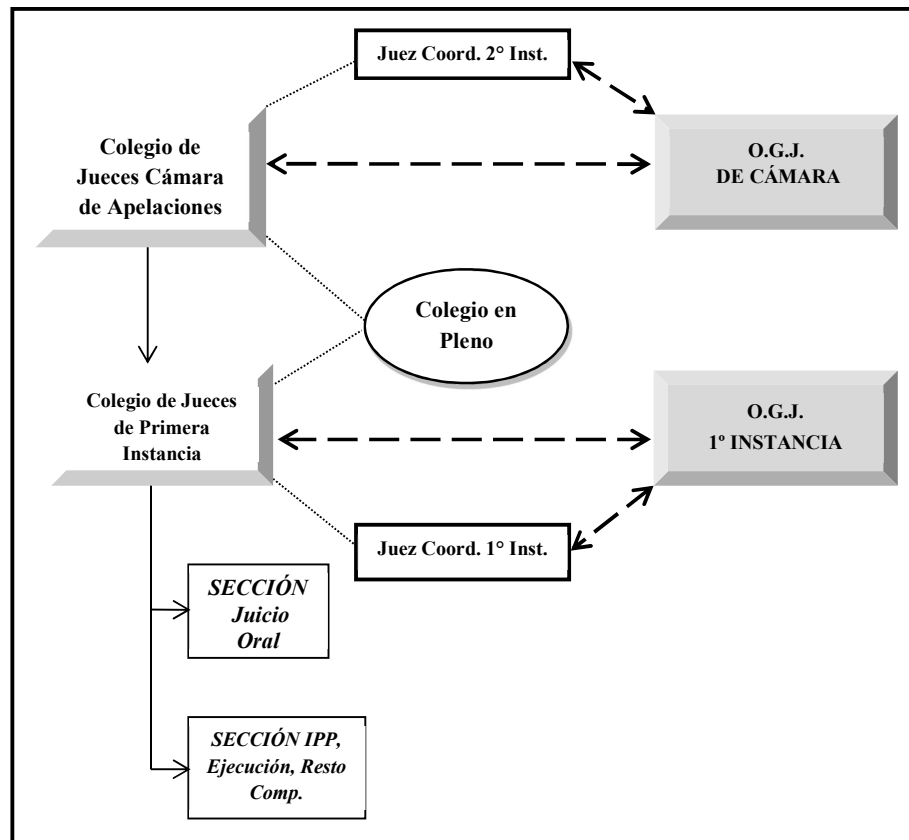 Juez Coord. 2° Inst.
Colegio de
Jueces Cámara
de Apelaciones
O.G.J.
DE CÁMARA
Colegio en
Pleno
Colegio de Jueces
de Primera
Instancia
O.G.J.
1º INSTANCIA
Juez Coord. 1° Inst.
SECCIÓN
Juicio
Oral
SECCIÓN IPP,
Ejecución, Resto
Comp.